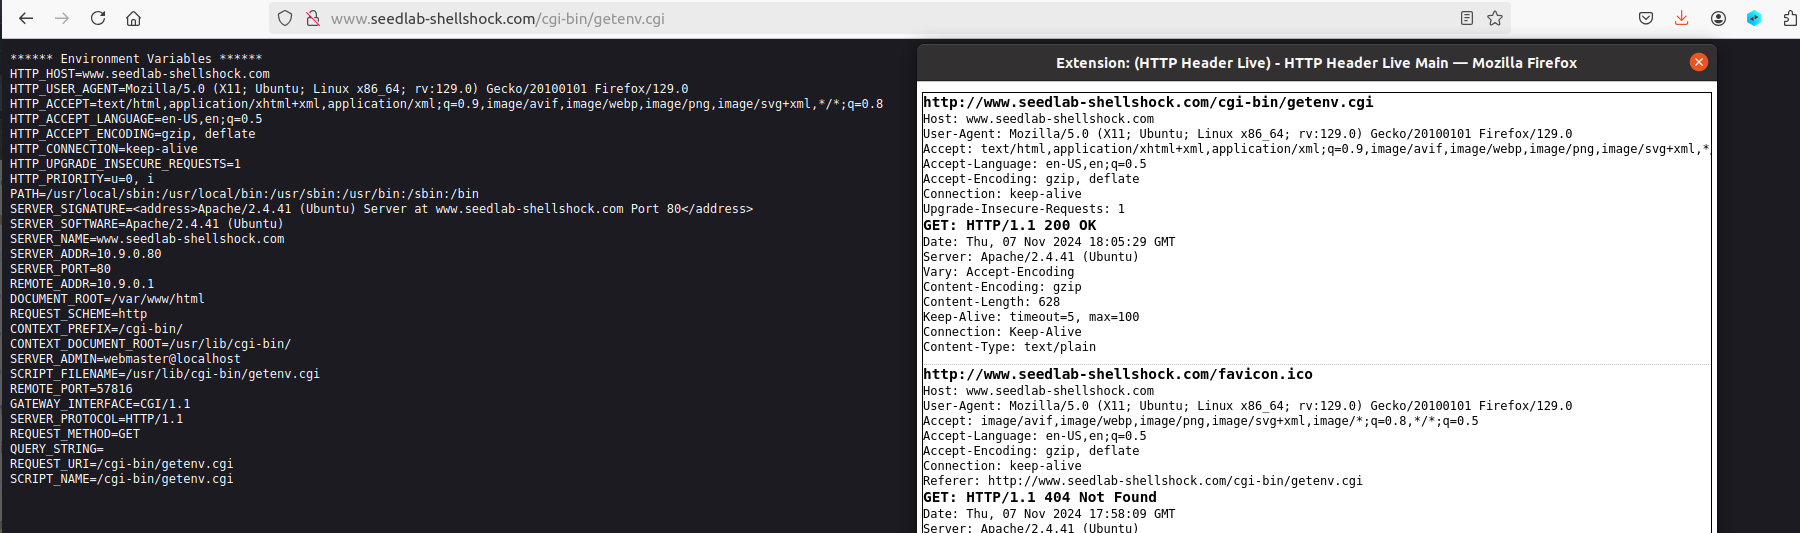 www.seedlab-shellshock.com/cgi-bin/getenv.cgi
****** Environment Variables ******
HTTP_HOST=www.seedlab-shellshock.com
HTTP_USER_AGENT=Mozilla/5.0 (X11; Ubuntu; Linux x86_64; rv:129.0) Gecko/20100101 Firefox/129.0
HTTP_ACCEPT=text/html,application/xhtml+xml,application/xml;q=0.9,image/avif,image/webp,image/png,image/svg+xml,*/*;q=0.8
HTTP_ACCEPT_LANGUAGE=en-US,en;q=0.5
HTTP_ACCEPT_ENCODING=gzip, deflate
HTTP_CONNECTION=keep-alive
HTTP_UPGRADE_INSECURE_REQUESTS=1
HTTP_PRIORITY=u=0, i
PATH=/usr/local/sbin:/usr/local/bin:/usr/sbin:/usr/bin:/sbin:/bin
SERVER_SIGNATURE=<address>Apache/2.4.41 (Ubuntu) Server at www.seedlab-shellshock.com Port 80</address>
SERVER_SOFTWARE=Apache/2.4.41 (Ubuntu)
SERVER_NAME=www.seedlab-shellshock.com
SERVER_ADDR=10.9.0.80
SERVER_PORT=80
REMOTE_ADDR=10.9.0.1
DOCUMENT_ROOT=/var/www/html
REQUEST_SCHEME=http
CONTEXT_PREFIX=/cgi-bin/
CONTEXT_DOCUMENT_ROOT=/usr/lib/cgi-bin/
SERVER_ADMIN=webmaster@localhost
SCRIPT_FILENAME=/usr/lib/cgi-bin/getenv.cgi
REMOTE_PORT=57816
GATEWAY_INTERFACE=CGI/1.1
SERVER_PROTOCOL=HTTP/1.1
REQUEST_METHOD=GET
QUERY_STRING=
REQUEST_URI=/cgi-bin/getenv.cgi
SCRIPT_NAME=/cgi-bin/getenv.cgi
Extension: (HTTP Header Live) - HTTP Header Live Main — Mozilla Firefox
http://www.seedlab-shellshock.com/cgi-bin/getenv.cgi
Host: www.seedlab-shellshock.com
User-Agent: Mozilla/5.0 (X11; Ubuntu; Linux x86_64; rv:129.0) Gecko/20100101 Firefox/129.0
Accept: text/html,application/xhtml+xml,application/xml;q=0.9,image/avif,image/webp,image/png,image/svg+xml,*
Accept-Language: en-US,en;q=0.5
Accept-Encoding: gzip, deflate
Connection: keep-alive
Upgrade-Insecure-Requests: 1
GET: HTTP/1.1 200 OK
Date: Thu, 07 Nov 2024 18:05:29 GMT
Server: Apache/2.4.41 (Ubuntu)
Vary: Accept-Encoding
Content-Encoding: gzip
Content-Length: 628
Keep-Alive: timeout=5, max=100
Connection: Keep-Alive
Content-Type: text/plain
http://www.seedlab-shellshock.com/favicon.ico
Host: www.seedlab-shellshock.com
User-Agent: Mozilla/5.0 (X11; Ubuntu; Linux x86_64; rv:129.0) Gecko/20100101 Firefox/129.0
Accept: image/avif,image/webp,image/png,image/svg+xml,image/*;q=0.8,*/*;q=0.5
Accept-Language: en-US,en;q=0.5
Accept-Encoding: gzip, deflate
Connection: keep-alive
Referer: http://www.seedlab-shellshock.com/cgi-bin/getenv.cgi
GET: HTTP/1.1 404 Not Found
Date: Thu, 07 Nov 2024 17:58:09 GMT
Server: Apache/2.4.41 (Ubuntu)